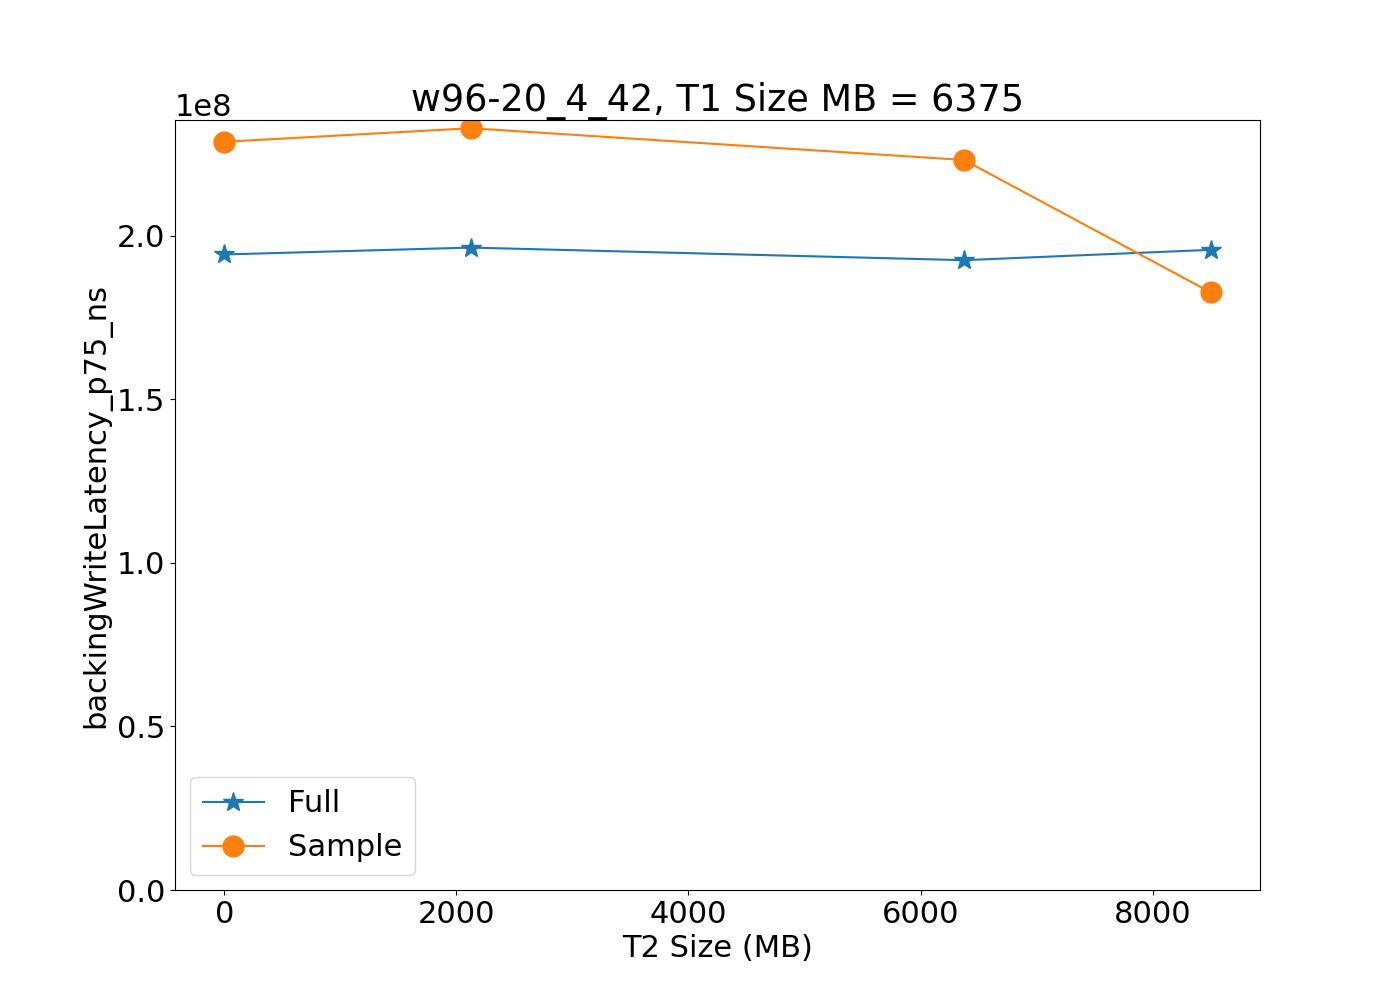 w96-20_4_42, T1 Size MB = 6375
1e8
2.0
1.5
1.0
0.5
0.0
backingWriteLatency_p75_ns
Full
Sample
0 2000 4000 6000 8000
T2 Size (MB)